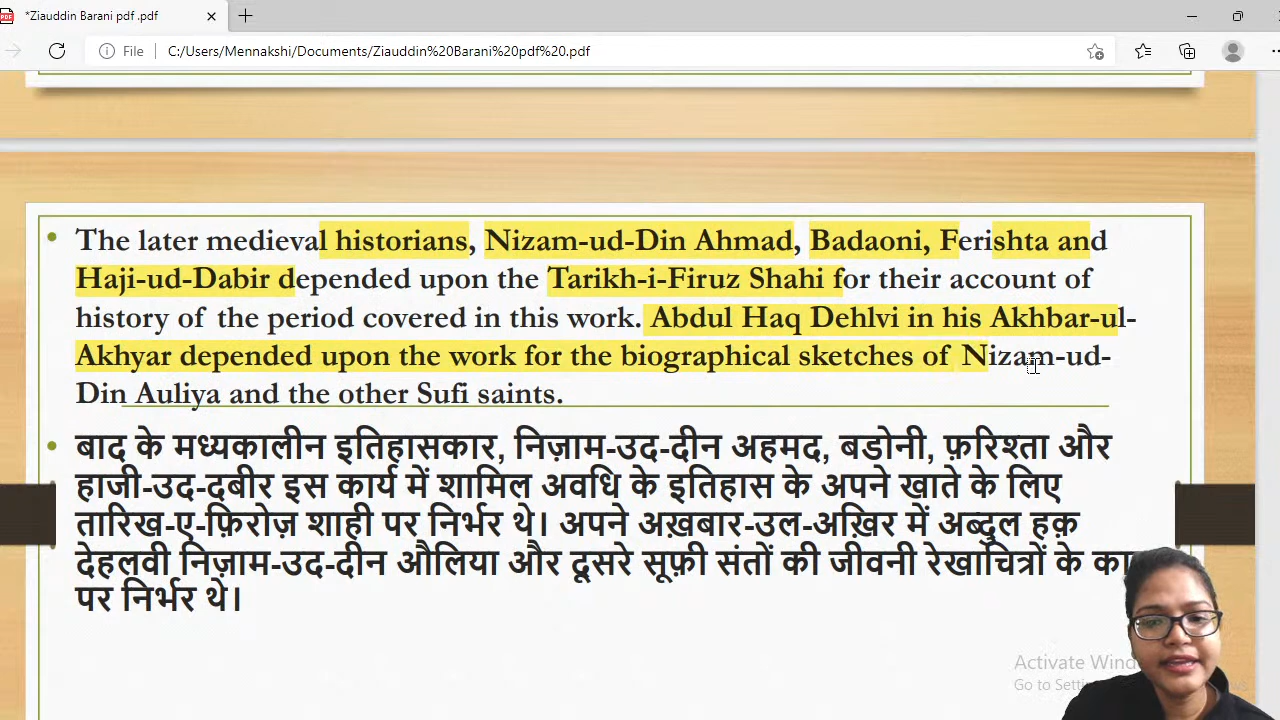 *Ziauddin Barani pdf .pdf
File C:/Users/Mennakshi/Documents/Ziauddin%20Barani%20pdf%20.pdf
The later medieval historians, Nizam-ud-Din Ahmad, Badaoni, Ferishta and
Haji-ud-Dabir depended upon the Tarikh-i-Firuz Shahi for their account of
history of the period covered in this work. Abdul Haq Dehlvi in his Akhbar-ul-
Akhyar depended upon the work for the biographical sketches of Nizam-ud-
Din Auliya and the other Sufi saints.
बाद के मध्यकालीन इतिहासकार, निज़ाम-उद-दीन अहमद, बडोनी, फ़रिश्ता और
हाजी-उद-दबीर इस कार्य में शामिल अवधि के इतिहास के अपने खाते के लिए
तारिख-ए-फ़िरोज़ शाही पर निर्भर थे। अपने अख़बार-उल-अख़िर में अब्दुल हक़
देहलवी निज़ाम-उद-दीन औलिया और दूसरे सूफ़ी संतों की जीवनी रेखाचित्रों के
पर निर्भर थे।
Activate
Go to